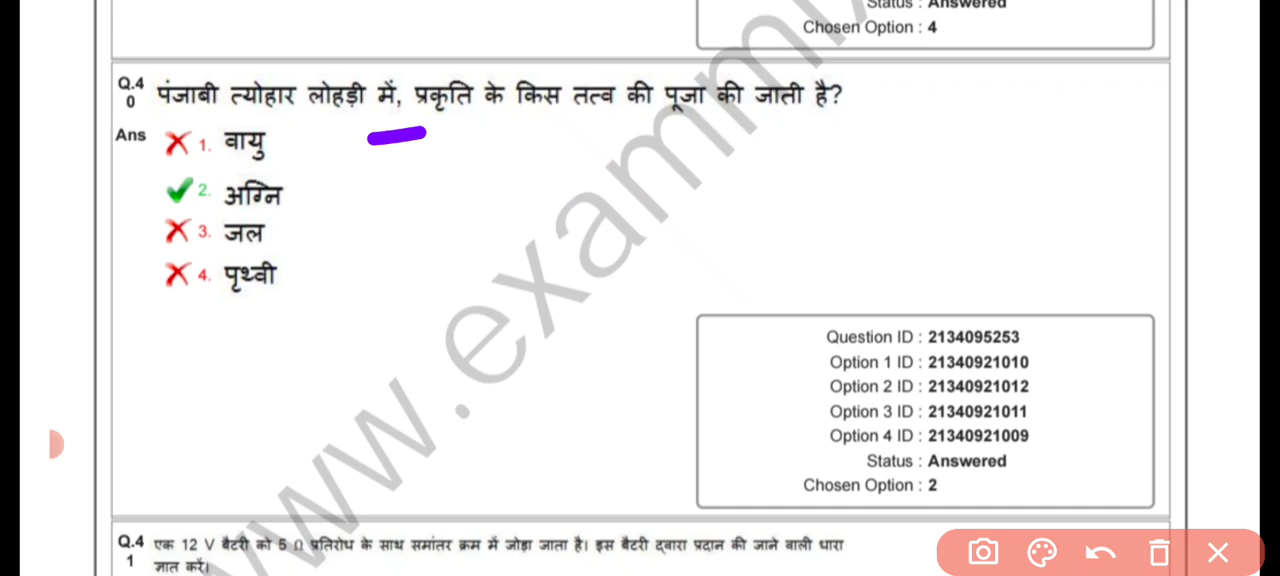 Status : Answered
Chosen Option : 4
Q.4
0
पंजाबी त्योहार लोहड़ी में, प्रकृति के किस तत्व की पूजा की जाती है?
Ans
1. वायु
2. अग्नि
3. जल
4. पृथ्वी
Question ID : 2134095253
Option 1 ID : 21340921010
Option 2 ID : 21340921012
Option 3 ID : 21340921011
Option 4 ID : 21340921009
Status : Answered
Chosen Option : 2
Q.4
1
एक 12 V बैटरी को 5 Ω प्रतिरोध के साथ समांतर क्रम में जोड़ा जाता है। इस बैटरी द्वारा प्रदान की जाने वाली धारा
ज्ञात करें।
www.examm